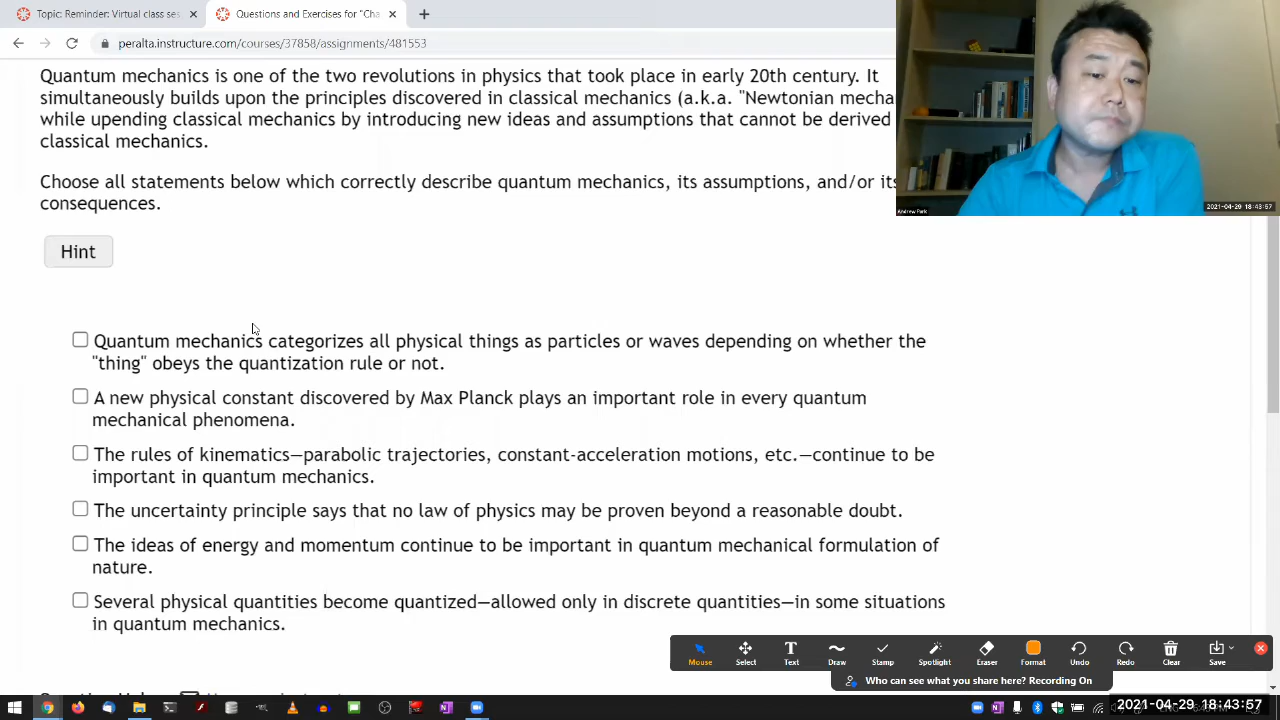 Topic: Reminder: Virtual class ses
Questions and Exercises for "Cha
peralta.instructure.com/courses/37858/assignments/481553
Quantum mechanics is one of the two revolutions in physics that took place in early 20th century. It
simultaneously builds upon the principles discovered in classical mechanics (a.k.a. "Newtonian mecha
while upending classical mechanics by introducing new ideas and assumptions that cannot be derived
classical mechanics.
Choose all statements below which correctly describe quantum mechanics, its assumptions, and/or its
consequences.
Andrew Park
2021-04-29 18:43:57
Hint
Quantum mechanics categorizes all physical things as particles or waves depending on whether the
"thing" obeys the quantization rule or not.
A new physical constant discovered by Max Planck plays an important role in every quantum
mechanical phenomena.
The rules of kinematics—parabolic trajectories, constant-acceleration motions, etc.—continue to be
important in quantum mechanics.
The uncertainty principle says that no law of physics may be proven beyond a reasonable doubt.
The ideas of energy and momentum continue to be important in quantum mechanical formulation of
nature.
Several physical quantities become quantized—allowed only in discrete quantities—in some situations
in quantum mechanics.
Mouse Select Text Draw Stamp Spotlight Eraser Format Undo Redo Clear Save
Who can see what you share here? Recording On
2021-04-29 18:43:57